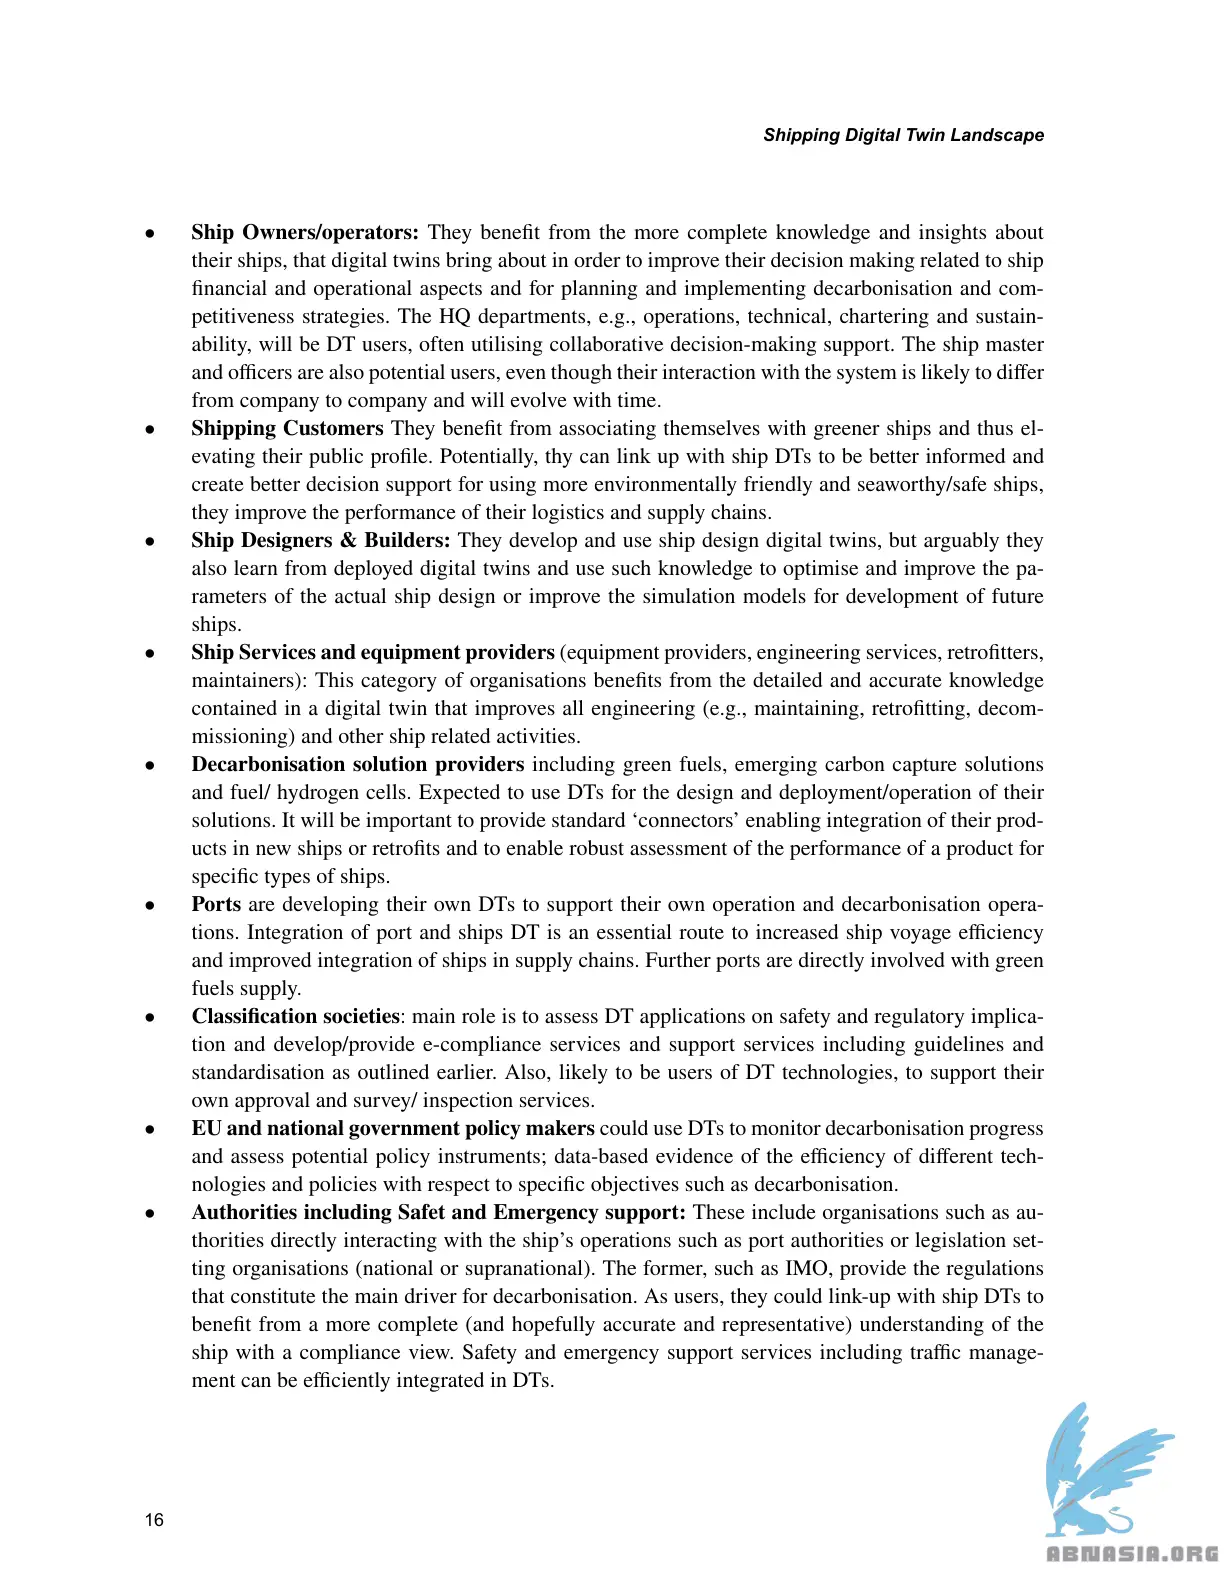 Shipping Digital Twin Landscape
● Ship Owners/operators: They benefit from the more complete knowledge and insights about
their ships, that digital twins bring about in order to improve their decision making related to ship
financial and operational aspects and for planning and implementing decarbonisation and com-
petitiveness strategies. The HQ departments, e.g., operations, technical, chartering and sustain-
ability, will be DT users, often utilising collaborative decision-making support. The ship master
and officers are also potential users, even though their interaction with the system is likely to differ
from company to company and will evolve with time.
● Shipping Customers They benefit from associating themselves with greener ships and thus el-
evating their public profile. Potentially, thy can link up with ship DTs to be better informed and
create better decision support for using more environmentally friendly and seaworthy/safe ships,
they improve the performance of their logistics and supply chains.
● Ship Designers & Builders: They develop and use ship design digital twins, but arguably they
also learn from deployed digital twins and use such knowledge to optimise and improve the pa-
rameters of the actual ship design or improve the simulation models for development of future
ships.
● Ship Services and equipment providers (equipment providers, engineering services, retrofitters,
maintainers): This category of organisations benefits from the detailed and accurate knowledge
contained in a digital twin that improves all engineering (e.g., maintaining, retrofitting, decom-
missioning) and other ship related activities.
● Decarbonisation solution providers including green fuels, emerging carbon capture solutions
and fuel/ hydrogen cells. Expected to use DTs for the design and deployment/operation of their
solutions. It will be important to provide standard ‘connectors’ enabling integration of their prod-
ucts in new ships or retrofits and to enable robust assessment of the performance of a product for
specific types of ships.
● Ports are developing their own DTs to support their own operation and decarbonisation opera-
tions. Integration of port and ships DT is an essential route to increased ship voyage efficiency
and improved integration of ships in supply chains. Further ports are directly involved with green
fuels supply.
● Classification societies: main role is to assess DT applications on safety and regulatory implica-
tion and develop/provide e-compliance services and support services including guidelines and
standardisation as outlined earlier. Also, likely to be users of DT technologies, to support their
own approval and survey/ inspection services.
● EU and national government policy makers could use DTs to monitor decarbonisation progress
and assess potential policy instruments; data-based evidence of the efficiency of different tech-
nologies and policies with respect to specific objectives such as decarbonisation.
● Authorities including Safet and Emergency support: These include organisations such as au-
thorities directly interacting with the ship’s operations such as port authorities or legislation set-
ting organisations (national or supranational). The former, such as IMO, provide the regulations
that constitute the main driver for decarbonisation. As users, they could link-up with ship DTs to
benefit from a more complete (and hopefully accurate and representative) understanding of the
ship with a compliance view. Safety and emergency support services including traffic manage-
ment can be efficiently integrated in DTs.
16
ABNASIA.ORG